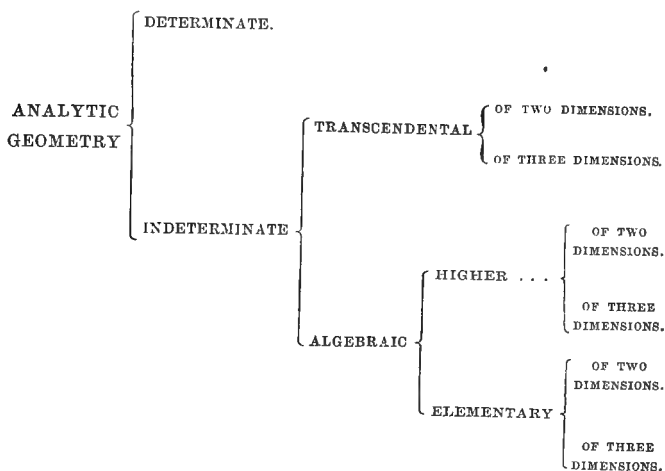 DETERMINATE.
ANALYTIC
GEOMETRY
INDETERMINATE
TRANSCENDENTAL
OF TWO DIMENSIONS.
OF THREE DIMENSIONS.
ALGEBRAIC
HIGHER ...
OF TWO
DIMENSIONS.
OF THREE
DIMENSIONS.
ELEMENTARY
OF TWO
DIMENSIONS.
OF THREE
DIMENSIONS.